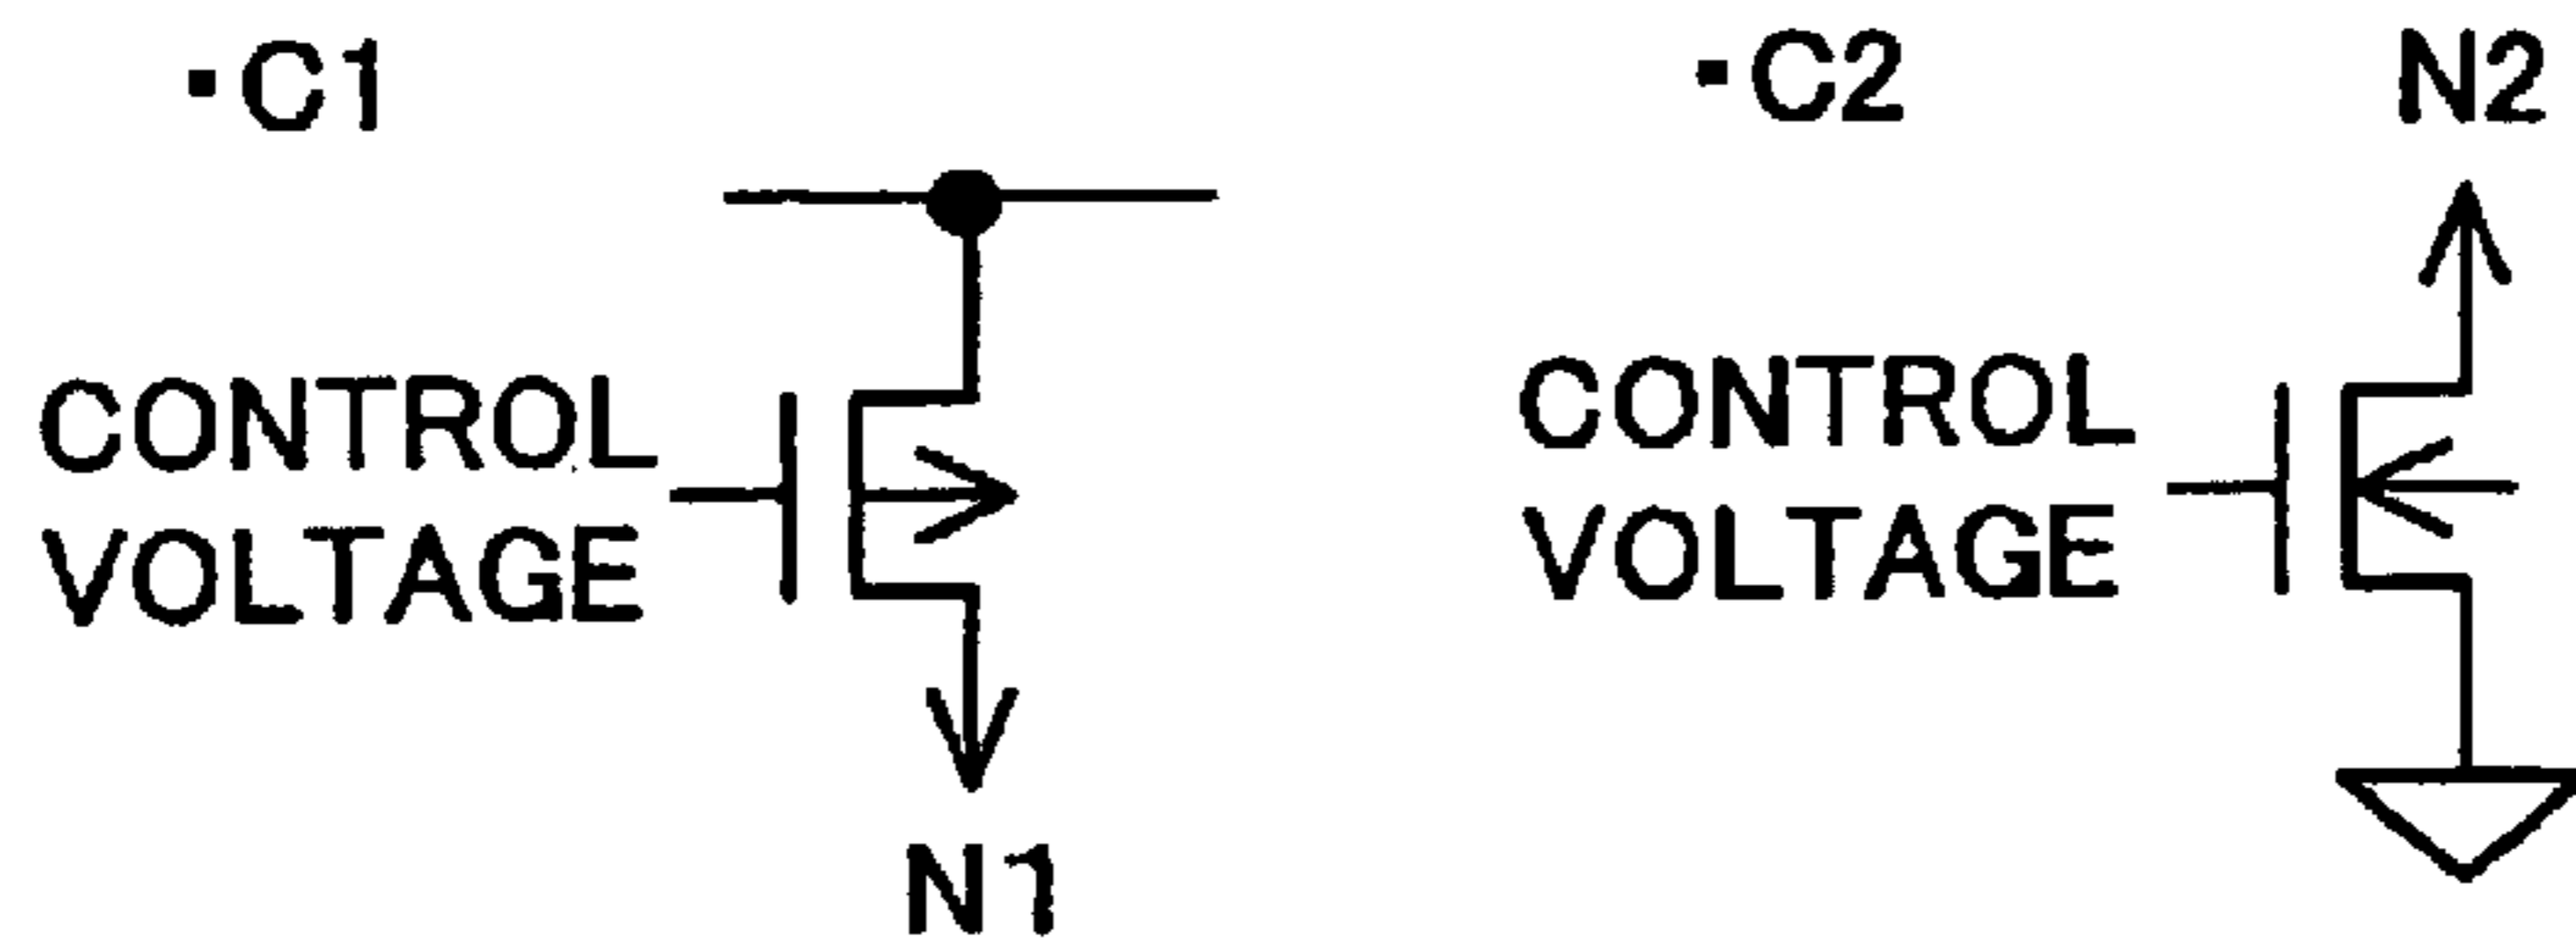 ▪C1
CONTROL
VOLTAGE
N1
▪C2
N2
CONTROL
VOLTAGE